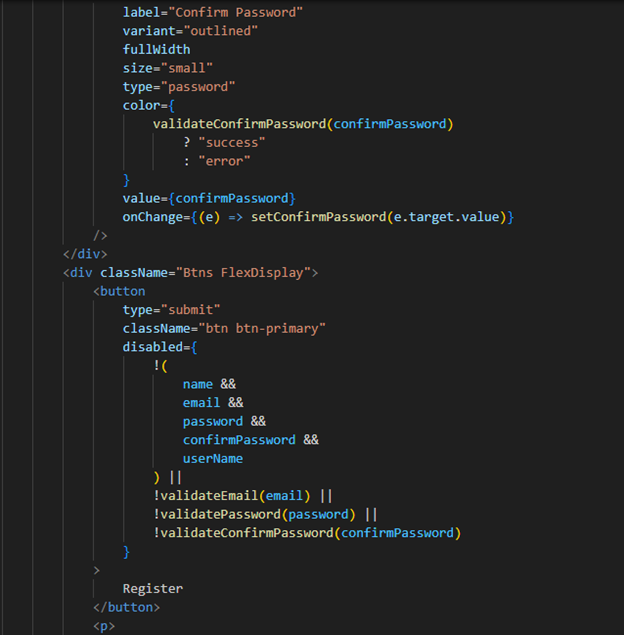 label="Confirm Password"
variant="outlined"
fullWidth
size="small"
type="password"
color={
validateConfirmPassword(confirmPassword)
? "success"
: "error"
}
value={confirmPassword}
onChange={(e) => setConfirmPassword(e.target.value)}
/>
</div>
<div className="Btns FlexDisplay">
<button
type="submit"
className="btn btn-primary"
disabled={
!(
name &&
email &&
password &&
confirmPassword &&
userName
) ||
!validateEmail(email) ||
!validatePassword(password) ||
!validateConfirmPassword(confirmPassword)
}
>
Register
</button>
<p>